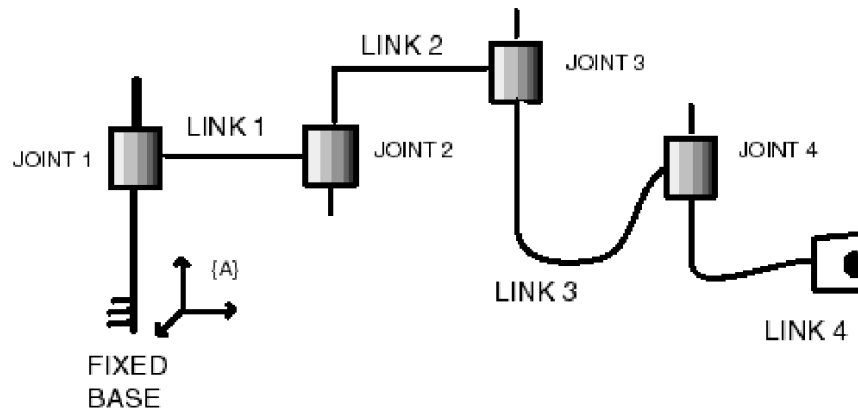 LINK 2
JOINT 3
LINK 1
JOINT 1
JOINT 2
JOINT 4
{A}
LINK 3
LINK 4
FIXED
BASE